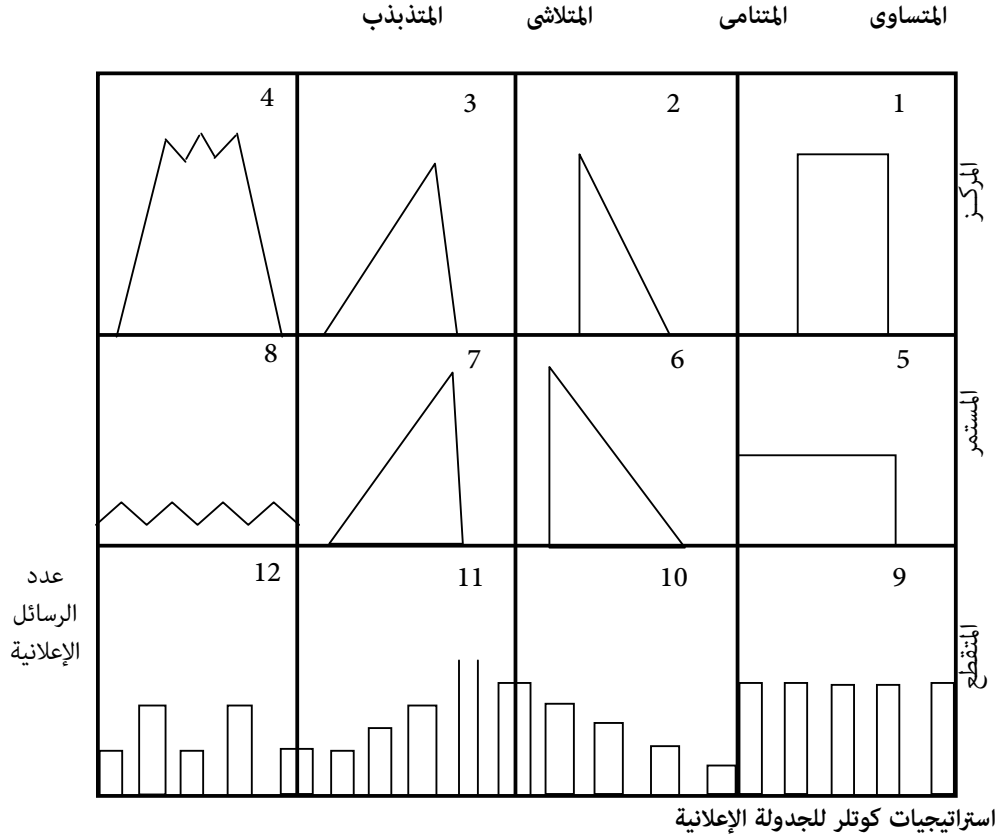 المتساوى المتنامى المتلاشى المتذبذب
1 2 3 4
المركز
5 6 7 8
المستمر
9 10 11 12
المتقطع
عدد
الرسائل
الإعلانية
استراتيجيات كوتلر للجدولة الإعلانية